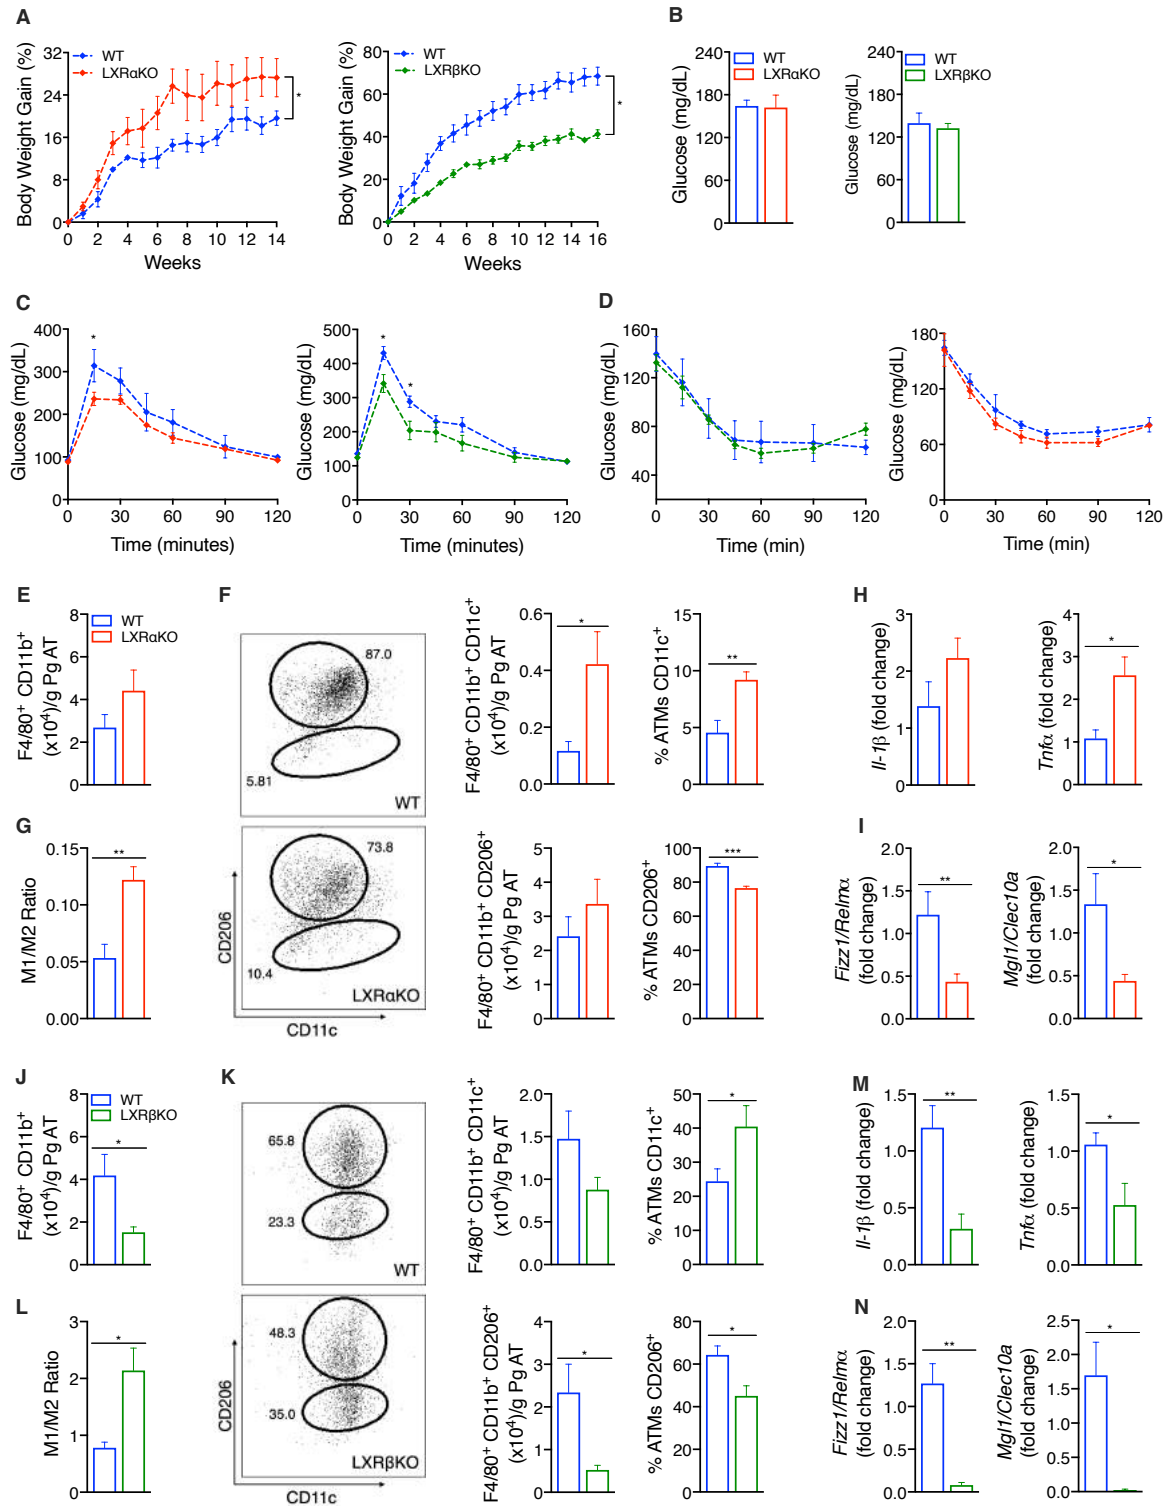 A
Body Weight Gain (%)
32
24
16
8
0
WT
LXRαKO
*
0 2 4 6 8 10 12 14
Weeks
Body Weight Gain (%)
80
60
40
20
0
WT
LXRβKO
*
0 2 4 6 8 10 12 14 16
Weeks
B
Glucose (mg/dL)
240
180
120
60
0
WT
LXRαKO
Glucose (mg/dL)
240
180
120
60
0
WT
LXRβKO
C
Glucose (mg/dL)
400
300
200
100
0
*
0 30 60 90 120
Time (minutes)
Glucose (mg/dL)
500
400
300
200
100
0
*
*
0 30 60 90 120
Time (minutes)
D
Glucose (mg/dL)
160
120
80
40
0 30 60 90 120
Time (min)
Glucose (mg/dL)
180
120
60
0
0 30 60 90 120
Time (min)
E
F4/80⁺ CD11b⁺
(x10⁴)/g Pg AT
8
6
4
2
0
WT
LXRαKO
F
87.0
5.81
WT
73.8
10.4
LXRαKO
CD206
CD11c
F4/80⁺ CD11b⁺ CD11c⁺
(x10⁴)/g Pg AT
0.6
0.4
0.2
0.0
*
% ATMs CD11c⁺
15
10
5
0
**
F4/80⁺ CD11b⁺ CD206⁺
(x10⁴)/g Pg AT
5
4
3
2
1
0
% ATMs CD206⁺
100
80
60
40
20
0
***
G
M1/M2 Ratio
0.15
0.10
0.05
0.00
**
H
Il-1β (fold change)
3
2
1
0
Tnfα (fold change)
4
3
2
1
0
*
I
Fizz1/Relmα
(fold change)
2.0
1.5
1.0
0.5
0.0
**
Mgl1/Clec10a
(fold change)
2.0
1.5
1.0
0.5
0.0
*
J
F4/80⁺ CD11b⁺
(x10⁴)/g Pg AT
8
6
4
2
0
WT
LXRβKO
*
K
65.8
23.3
WT
48.3
35.0
LXRβKO
CD206
CD11c
F4/80⁺ CD11b⁺ CD11c⁺
(x10⁴)/g Pg AT
2.0
1.5
1.0
0.5
0.0
% ATMs CD11c⁺
50
40
30
20
10
0
*
F4/80⁺ CD11b⁺ CD206⁺
(x10⁴)/g Pg AT
4
3
2
1
0
*
% ATMs CD206⁺
80
60
40
20
0
*
L
M1/M2 Ratio
3
2
1
0
*
M
Il-1β (fold change)
1.5
1.0
0.5
0.0
**
Tnfα (fold change)
1.5
1.0
0.5
0.0
*
N
Fizz1/Relmα
(fold change)
2.0
1.5
1.0
0.5
0.0
**
Mgl1/Clec10a
(fold change)
2.5
2.0
1.5
1.0
0.5
0.0
*